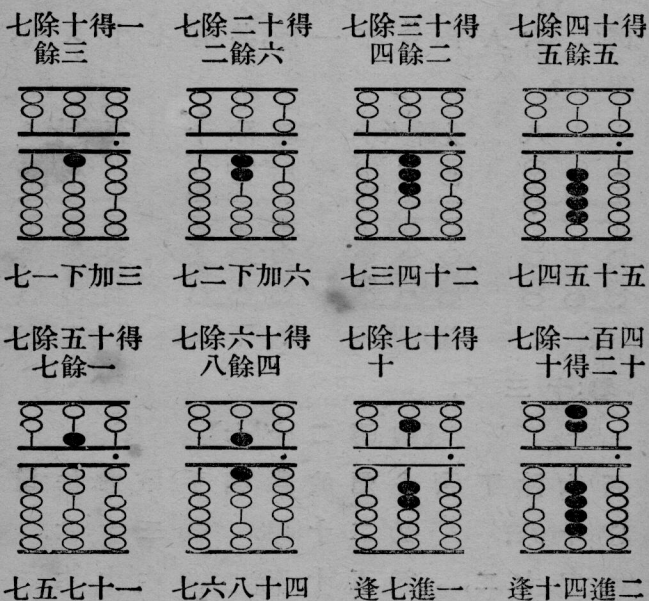 七除十得一
餘三
七一下加三
七除二十得
二餘六
七二下加六
七除三十得
四餘二
七三四十二
七除四十得
五餘五
七四五十五
七除五十得
七餘一
七五七十一
七除六十得
八餘四
七六八十四
七除七十得
十
逢七進一
七除一百四
十得二十
逢十四進二